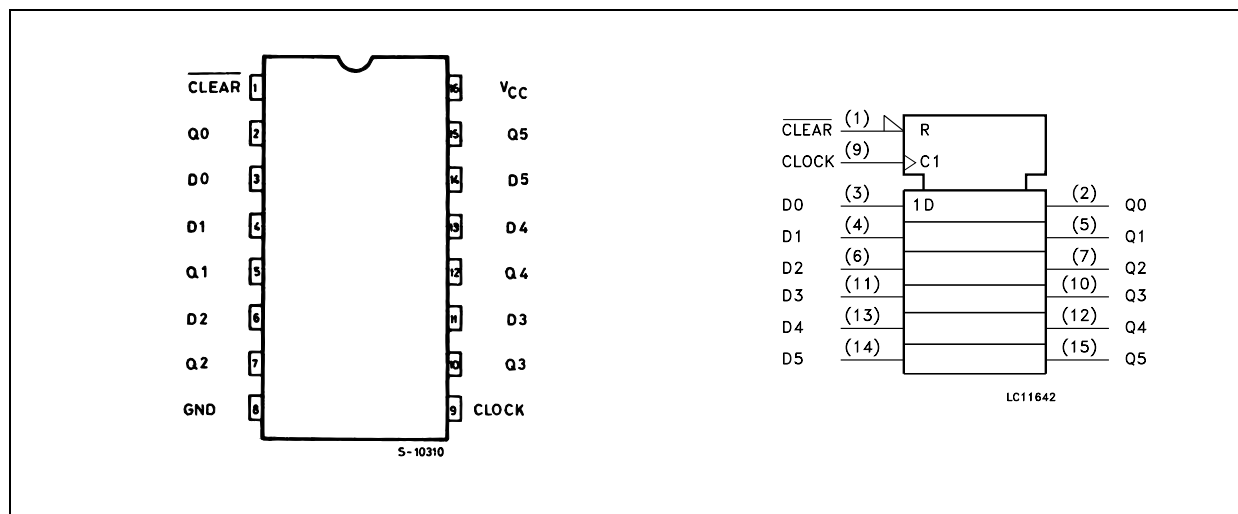 CLEAR 1 16 VCC
Q0 2 15 Q5
D0 3 14 D5
D1 4 13 D4
Q1 5 12 Q4
D2 6 11 D3
Q2 7 10 Q3
GND 8 9 CLOCK
S-10310
CLEAR (1) R
CLOCK (9) C1
D0 (3) 1D (2) Q0
D1 (4) (5) Q1
D2 (6) (7) Q2
D3 (11) (10) Q3
D4 (13) (12) Q4
D5 (14) (15) Q5
LC11642